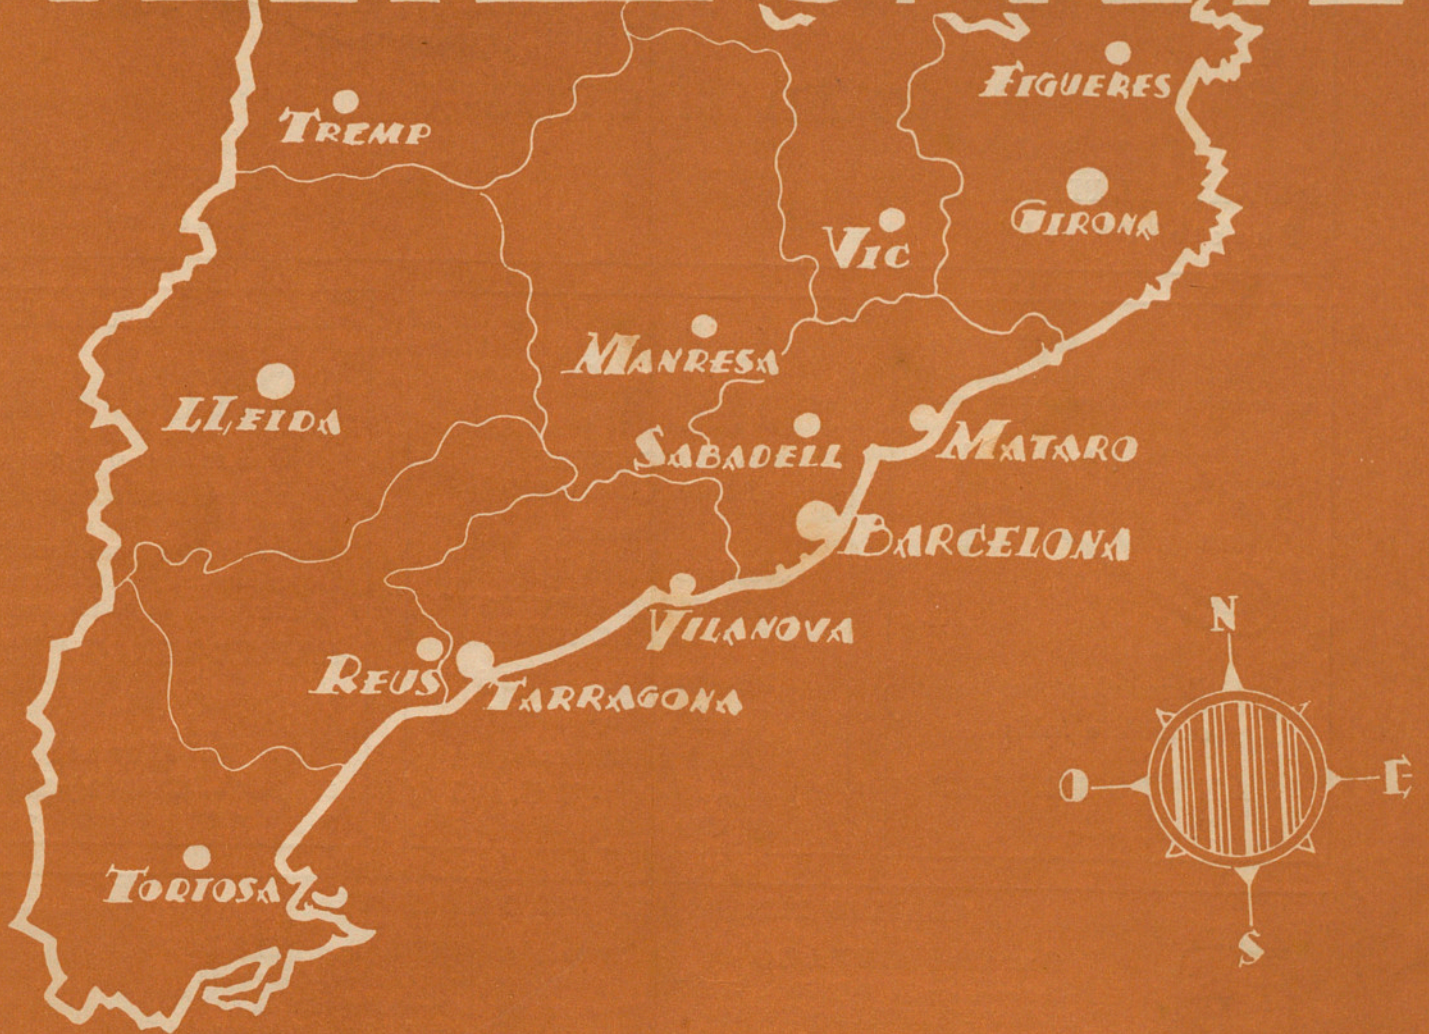 FIGUERES
TREMP
GIRONA
VIC
MANRESA
LLEIDA
SABADELL
MATARO
BARCELONA
VILANOVA
REUS
TARRAGONA
TORTOSA
N
O
E
S